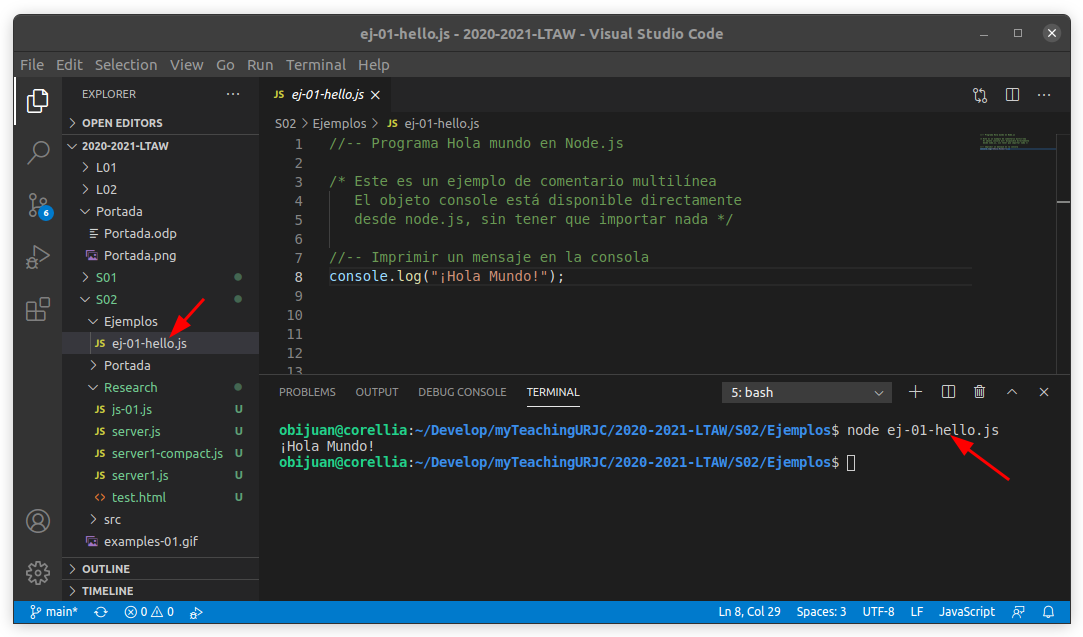 ej-01-hello.js - 2020-2021-LTAW - Visual Studio Code
File Edit Selection View Go Run Terminal Help
EXPLORER
OPEN EDITORS
2020-2021-LTAW
L01
L02
Portada
Portada.odp
Portada.png
S01
S02
Ejemplos
JS ej-01-hello.js
Portada
Research
JS js-01.js U
JS server.js U
JS server1-compact.js U
JS server1.js U
<> test.html U
src
examples-01.gif
OUTLINE
TIMELINE
6
JS ej-01-hello.js
S02 > Ejemplos > JS ej-01-hello.js
1 //-- Programa Hola mundo en Node.js
2
3 /* Este es un ejemplo de comentario multilínea
4 El objeto console está disponible directamente
5 desde node.js, sin tener que importar nada */
6
7 //-- Imprimir un mensaje en la consola
8 console.log("¡Hola Mundo!");
9
10
11
12
13
PROBLEMS OUTPUT DEBUG CONSOLE TERMINAL 5: bash
obijuan@corellia:~/Develop/myTeachingURJC/2020-2021-LTAW/S02/Ejemplos$ node ej-01-hello.js
¡Hola Mundo!
obijuan@corellia:~/Develop/myTeachingURJC/2020-2021-LTAW/S02/Ejemplos$
main* 0 0 Ln 8, Col 29 Spaces: 3 UTF-8 LF JavaScript